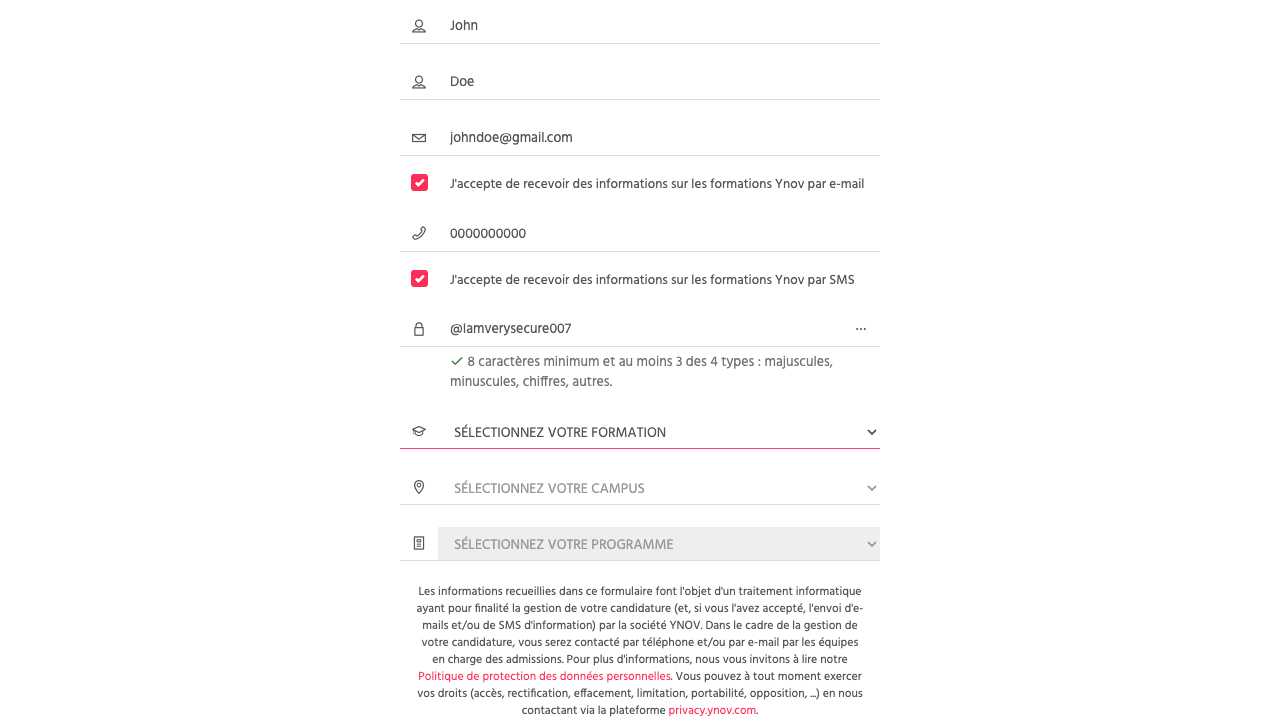 John
Doe
johndoe@gmail.com
J'accepte de recevoir des informations sur les formations Ynov par e-mail
0000000000
J'accepte de recevoir des informations sur les formations Ynov par SMS
@Iamverysecure007
8 caractères minimum et au moins 3 des 4 types : majuscules,
minuscules, chiffres, autres.
SÉLECTIONNEZ VOTRE FORMATION
SÉLECTIONNEZ VOTRE CAMPUS
SÉLECTIONNEZ VOTRE PROGRAMME
Les informations recueillies dans ce formulaire font l'objet d'un traitement informatique
ayant pour finalité la gestion de votre candidature (et, si vous l'avez accepté, l'envoi d'e-
mails et/ou de SMS d'information) par la société YNOV. Dans le cadre de la gestion de
votre candidature, vous serez contacté par téléphone et/ou par e-mail par les équipes
en charge des admissions. Pour plus d'informations, nous vous invitons à lire notre
Politique de protection des données personnelles. Vous pouvez à tout moment exercer
vos droits (accès, rectification, effacement, limitation, portabilité, opposition, ...) en nous
contactant via la plateforme privacy.ynov.com.